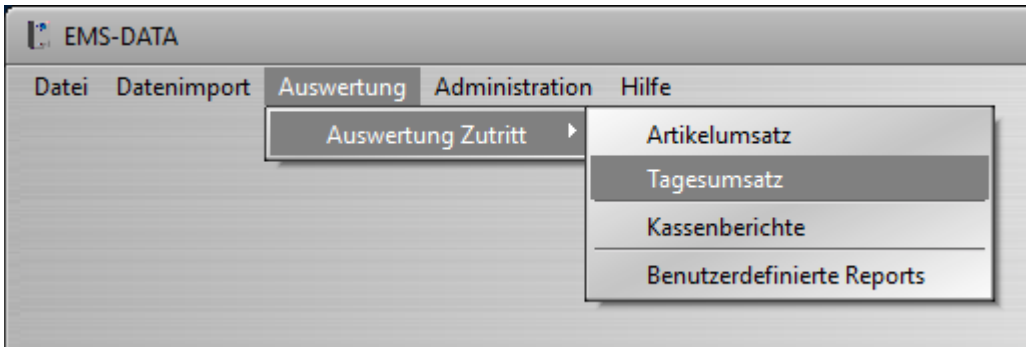 EMS-DATA
Datei Datenimport Auswertung Administration Hilfe
Auswertung Zutritt
Artikelumsatz
Tagesumsatz
Kassenberichte
Benutzerdefinierte Reports